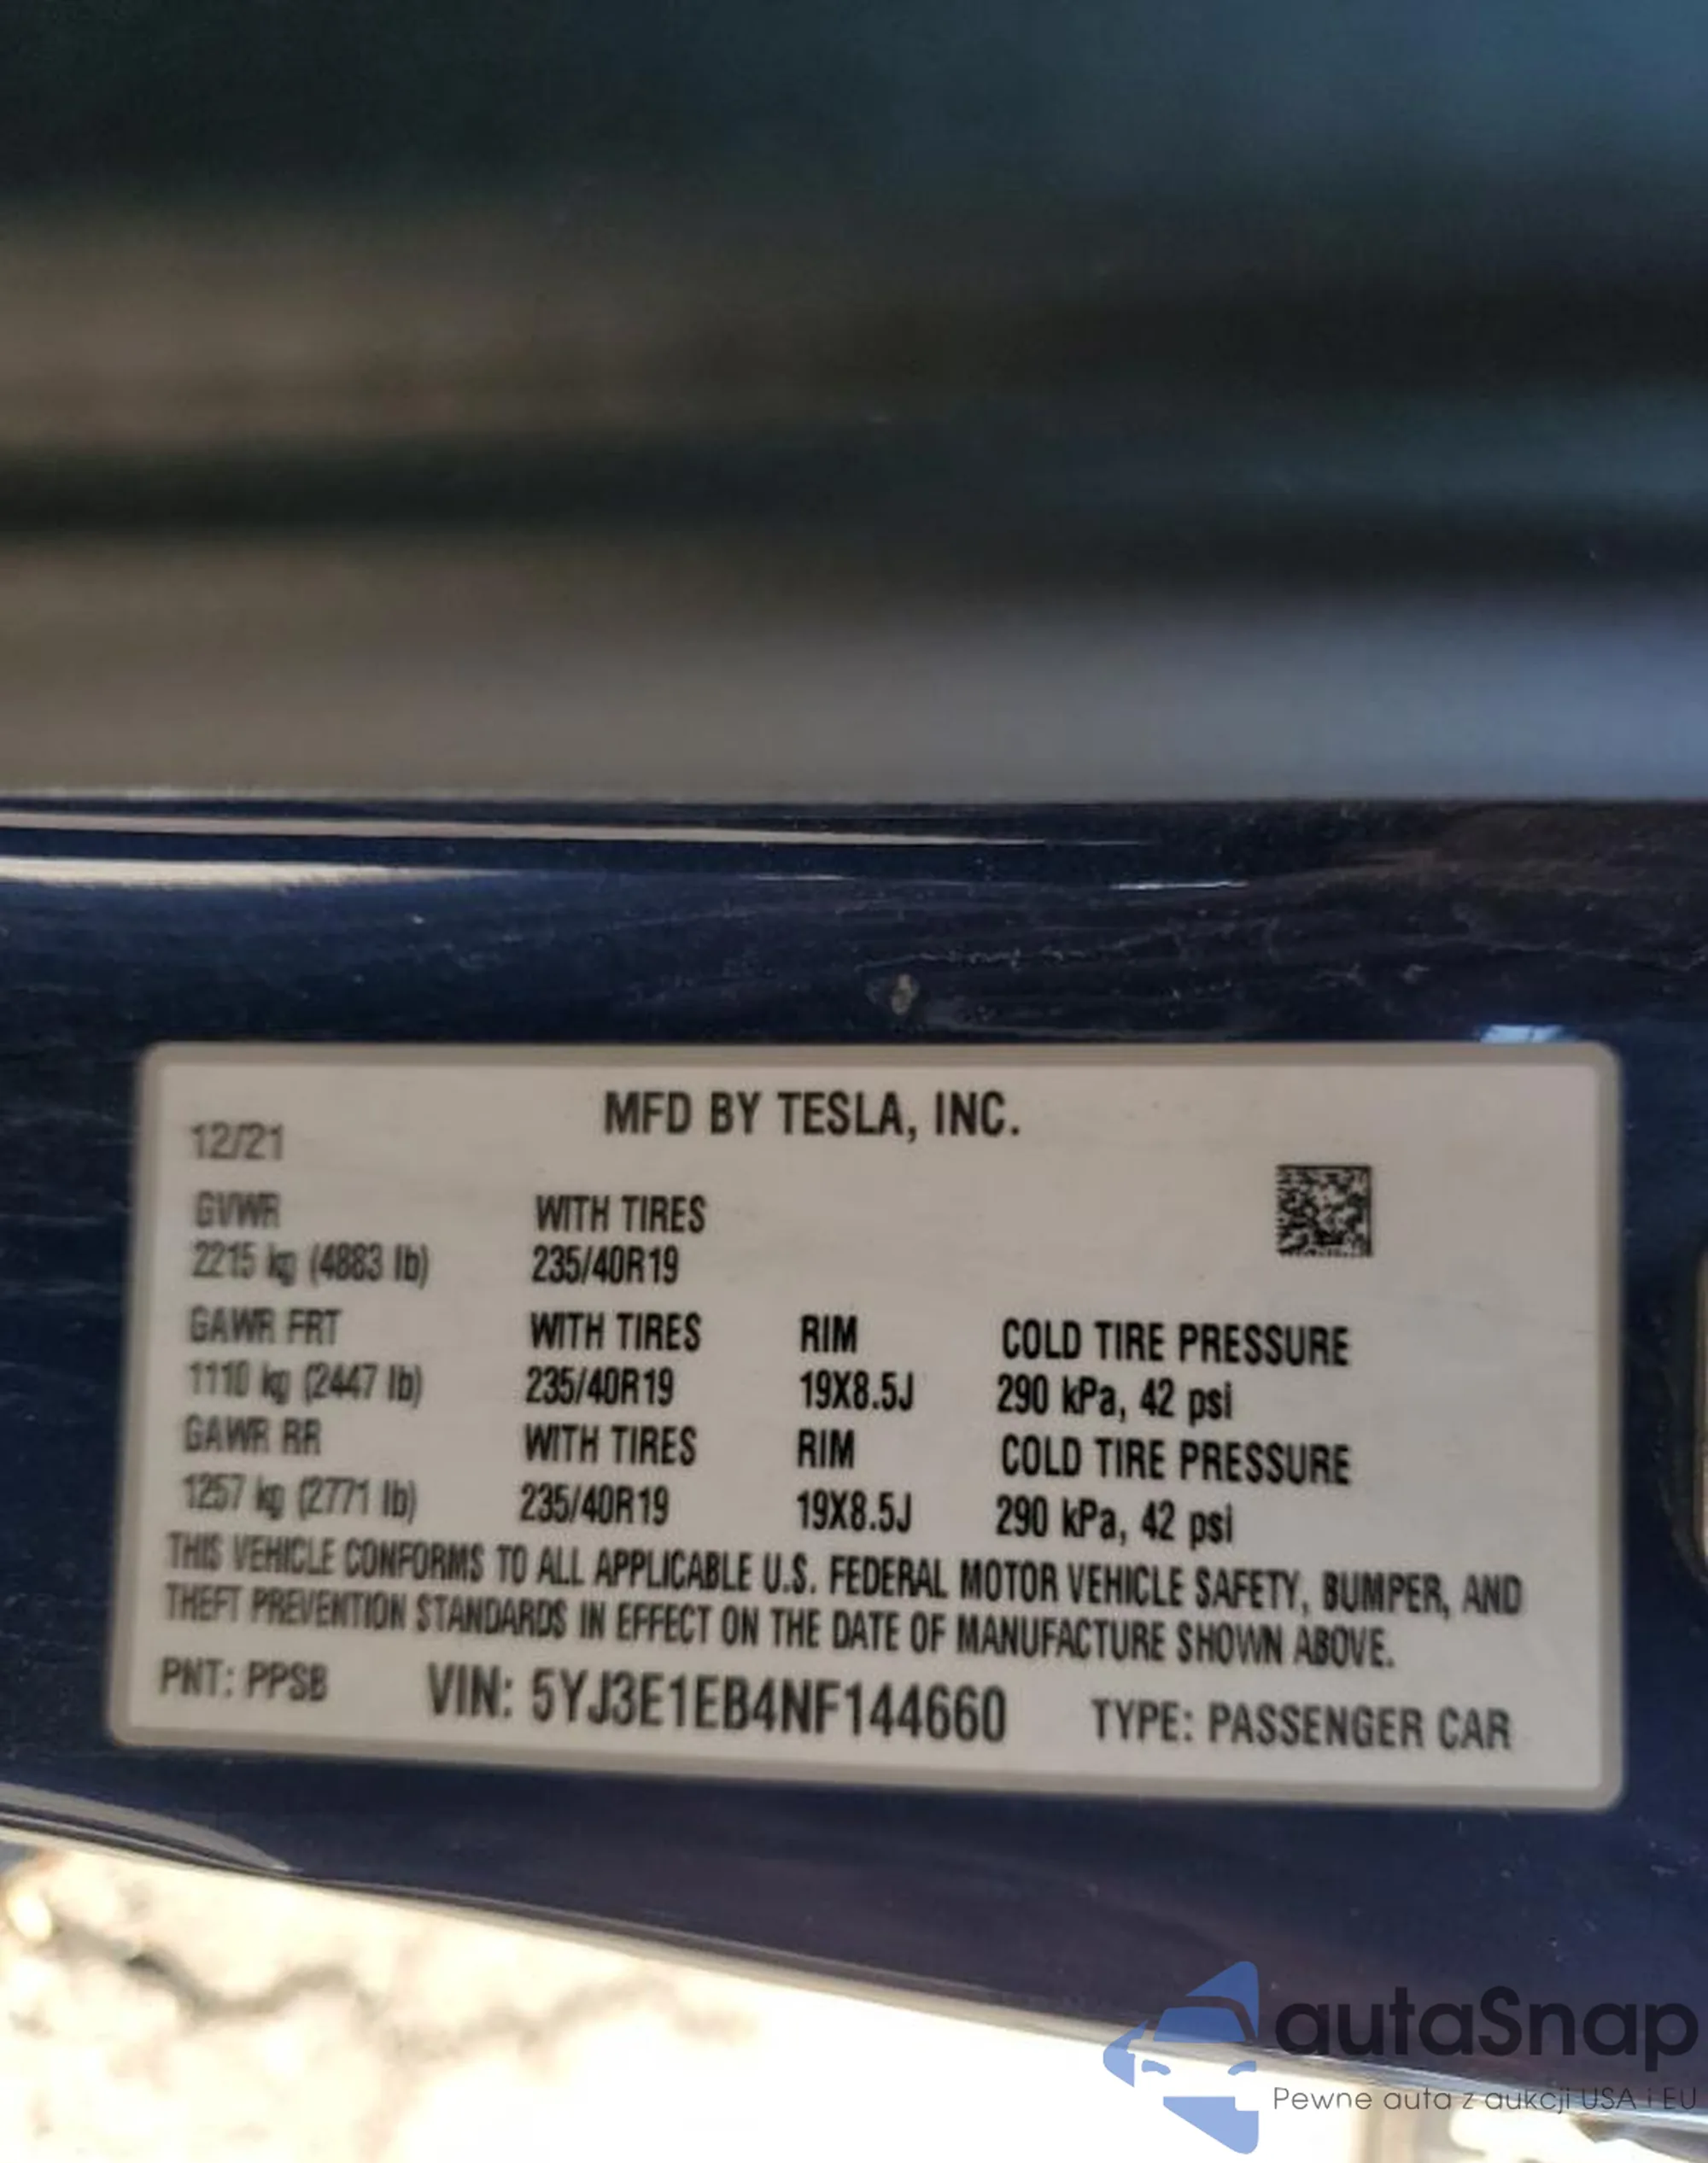 MFD BY TESLA, INC.
12/21
GVWR WITH TIRES
2215 kg (4883 lb) 235/40R19
GAWR FRT WITH TIRES RIM COLD TIRE PRESSURE
1110 kg (2447 lb) 235/40R19 19X8.5J 290 kPa, 42 psi
GAWR RR WITH TIRES RIM COLD TIRE PRESSURE
1257 kg (2771 lb) 235/40R19 19X8.5J 290 kPa, 42 psi
THIS VEHICLE CONFORMS TO ALL APPLICABLE U.S. FEDERAL MOTOR VEHICLE SAFETY, BUMPER, AND
THEFT PREVENTION STANDARDS IN EFFECT ON THE DATE OF MANUFACTURE SHOWN ABOVE.
PNT: PPSB VIN: 5YJ3E1EB4NF144660 TYPE: PASSENGER CAR
autaSnap
Pewne auta z aukcji USA i EU